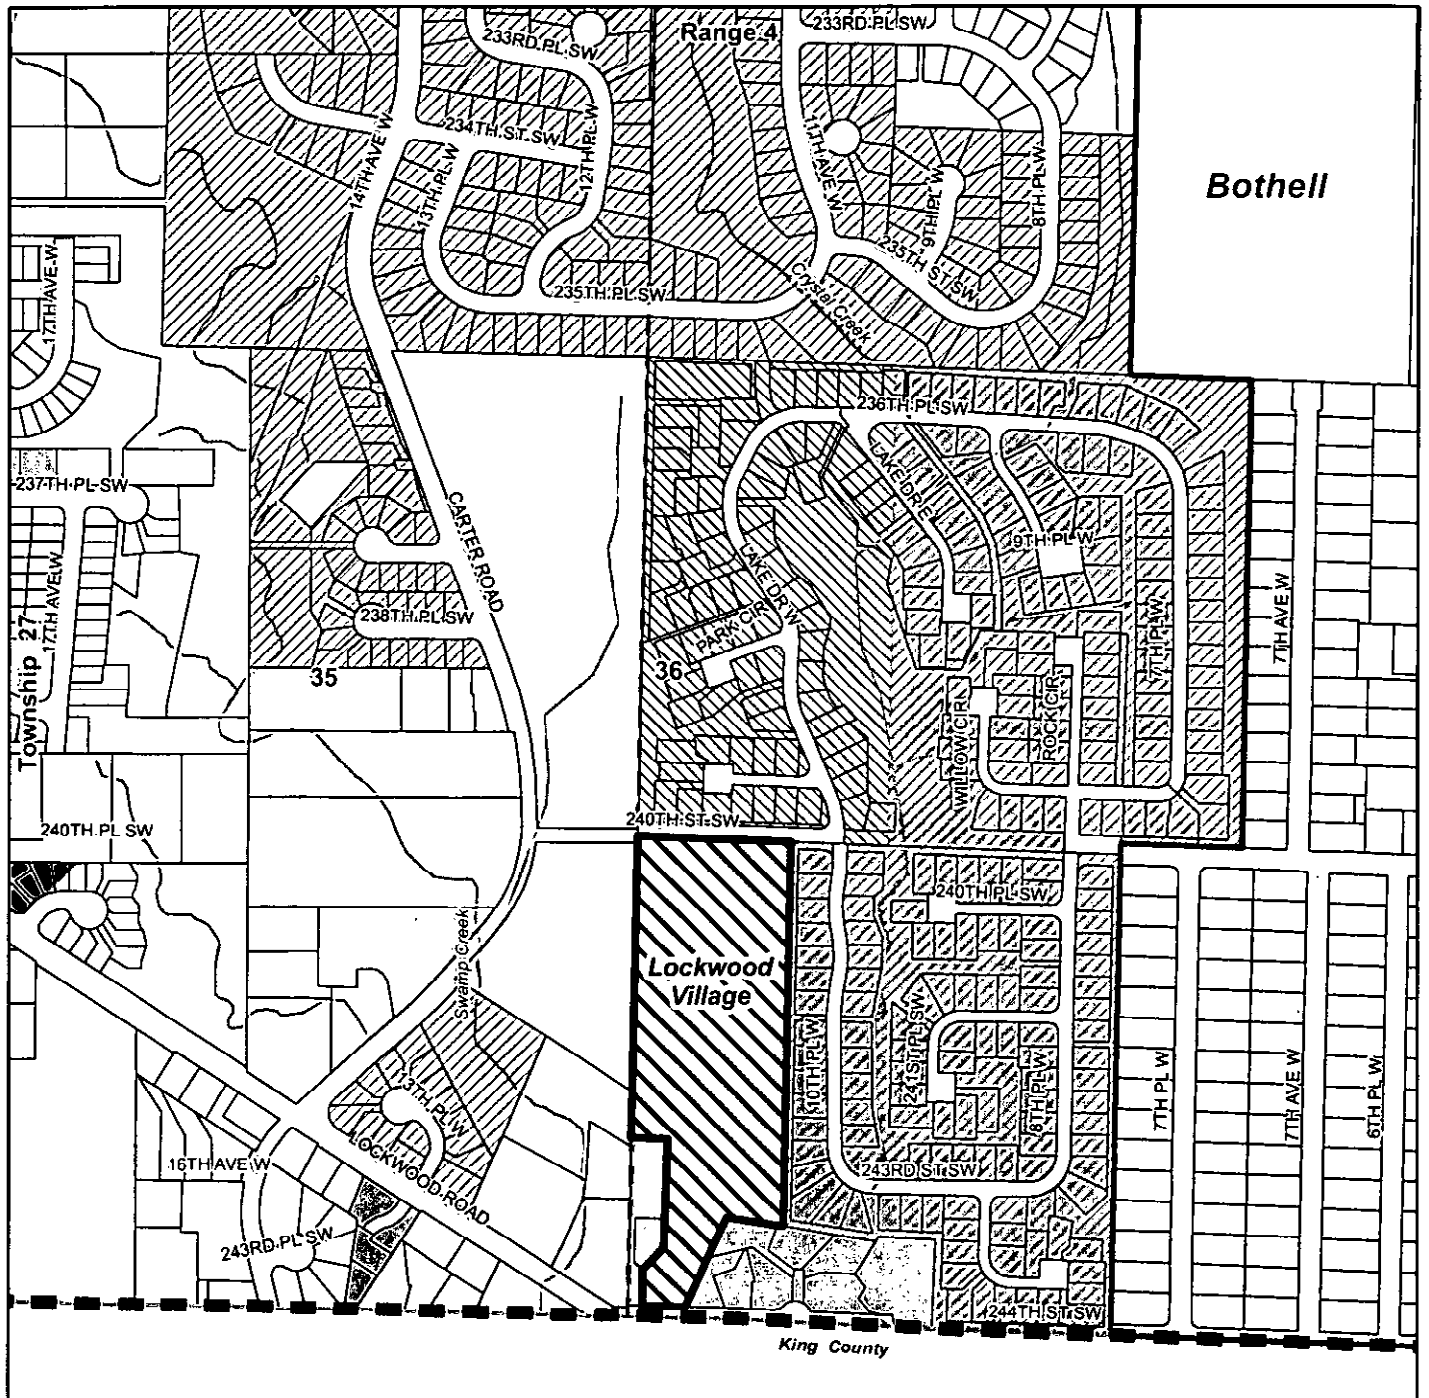 233RD PL SW
Range 4
233RD PL SW
Bothell
234TH ST SW
14TH AVE W
13TH PL W
12TH PL W
11TH AVE W
9TH PL W
8TH PL W
235TH ST SW
Crystal Creek
235TH PL SW
17TH AVE W
236TH PL SW
LAKE DR E
237TH PL SW
CARTER ROAD
9TH PL W
17TH AVE W
LAKE DR W
PARK CIR
238TH PL SW
7TH PL W
7TH AVE W
Township 27
35
36
WILLOW CIR
ROCK CIR
240TH PL SW
240TH ST SW
240TH PL SW
Swamp Creek
Lockwood
Village
10TH PL W
241ST PL SW
8TH PL W
7TH PL W
7TH AVE W
6TH PL W
13TH PL W
LOCKWOOD ROAD
16TH AVE W
243RD ST SW
243RD PL SW
244TH ST SW
King County